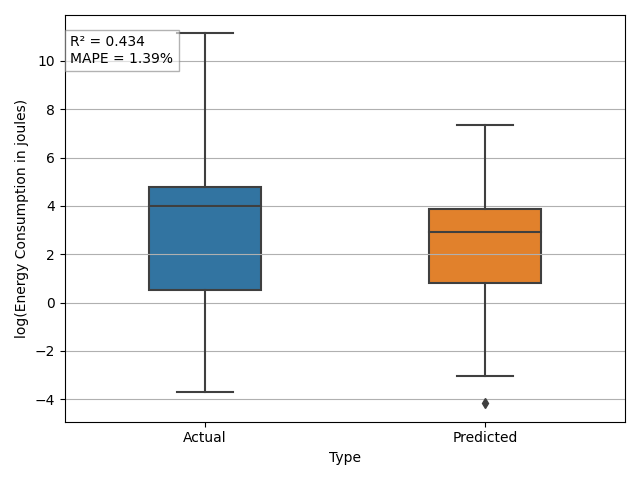 R² = 0.434
MAPE = 1.39%
log(Energy Consumption in joules)
10
8
6
4
2
0
−2
−4
Actual
Predicted
Type